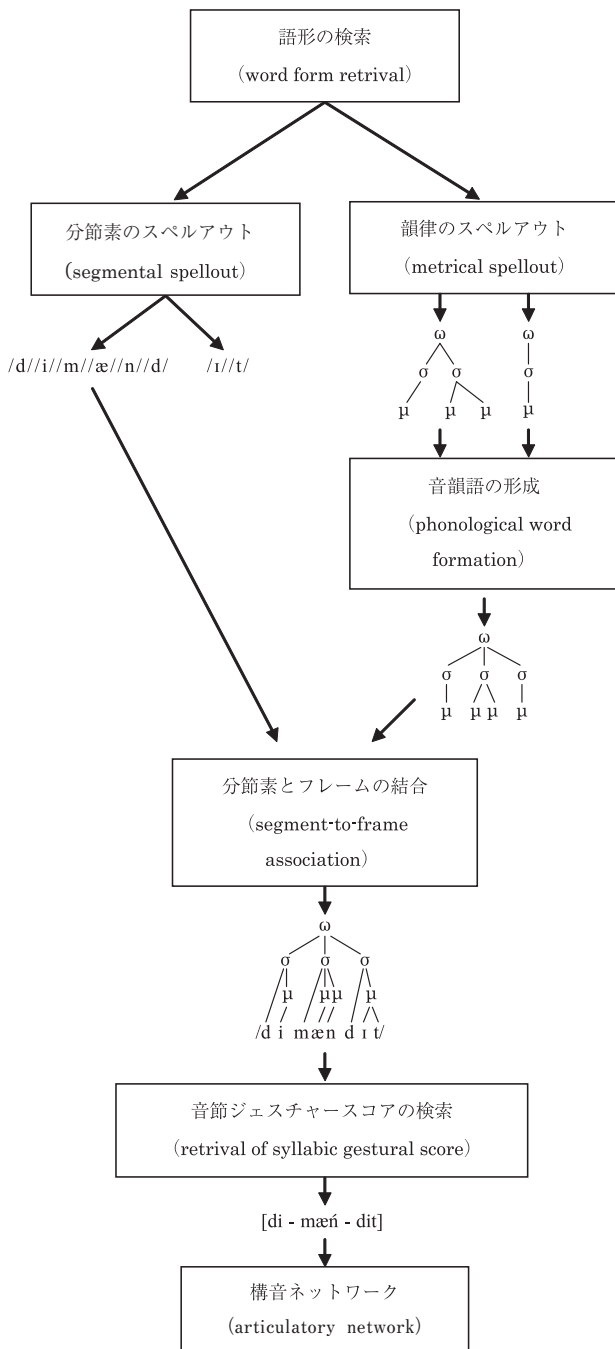 語形の検索
(word form retrival)
分節素のスペルアウト
(segmental spellout)
韻律のスペルアウト
(metrical spellout)
/d//i//m//æ//n//d/ /ɪ//t/
ω ω
σ σ σ
μ μ μ μ
音韻語の形成
(phonological word
formation)
ω
σ σ σ
μ μ μ μ
分節素とフレームの結合
(segment-to-frame
association)
ω
σ σ σ
μ μμ μ
/d i mæn d ɪ t/
音節ジェスチャースコアの検索
(retrival of syllabic gestural score)
[di - mæń - dit]
構音ネットワーク
(articulatory network)